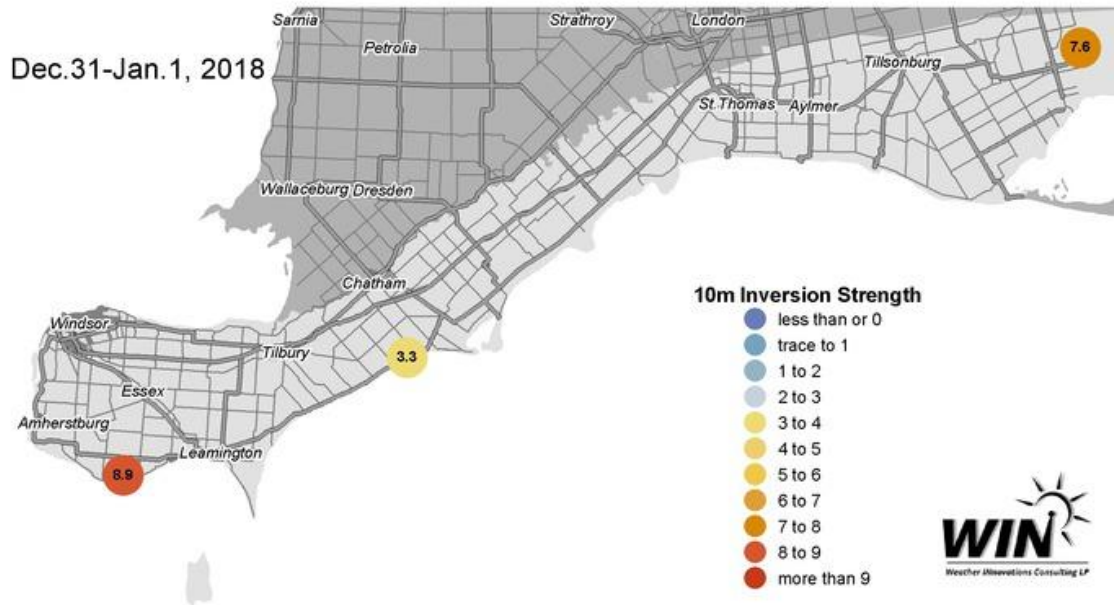 Sarnia
Strathroy
London
Petrolia
7.6
Dec.31-Jan.1, 2018
Tillsonburg
St.Thomas
Aylmer
Wallaceburg
Dresden
Chatham
10m Inversion Strength
less than or 0
Windsor
trace to 1
Tilbury
3.3
1 to 2
Essex
2 to 3
Amherstburg
3 to 4
Leamington
4 to 5
8.9
5 to 6
6 to 7
7 to 8
8 to 9
more than 9
WIN
Weather INnovations Consulting LP